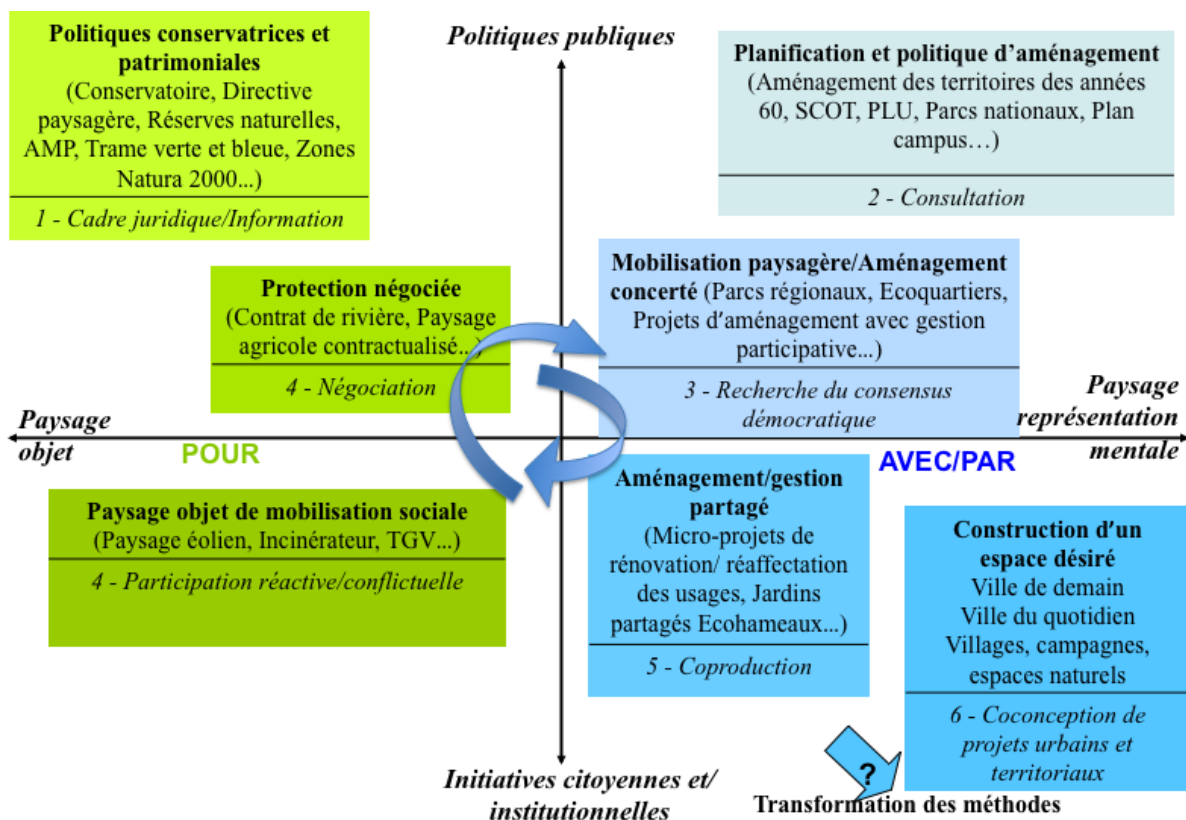 Politiques conservatrices et
patrimoniales
(Conservatoire, Directive
paysagère, Réserves naturelles,
AMP, Trame verte et bleue, Zones
Natura 2000...)
1 - Cadre juridique/Information
Politiques publiques
Planification et politique d’aménagement
(Aménagement des territoires des années
60, SCOT, PLU, Parcs nationaux, Plan
campus…)
2 - Consultation
Protection négociée
(Contrat de rivière, Paysage
agricole contractualisé...)
4 - Négociation
Mobilisation paysagère/Aménagement
concerté (Parcs régionaux, Ecoquartiers,
Projets d’aménagement avec gestion
participative...)
3 - Recherche du consensus
démocratique
Paysage
objet
POUR
Paysage
représentation
mentale
AVEC/PAR
Paysage objet de mobilisation sociale
(Paysage éolien, Incinérateur, TGV...)
4 - Participation réactive/conflictuelle
Aménagement/gestion
partagé
(Micro-projets de
rénovation/ réaffectation
des usages, Jardins
partagés Ecohameaux...)
5 - Coproduction
Construction d’un
espace désiré
Ville de demain
Ville du quotidien
Villages, campagnes,
espaces naturels
6 - Coconception de
projets urbains et
territoriaux
Initiatives citoyennes et/
institutionnelles
?
Transformation des méthodes